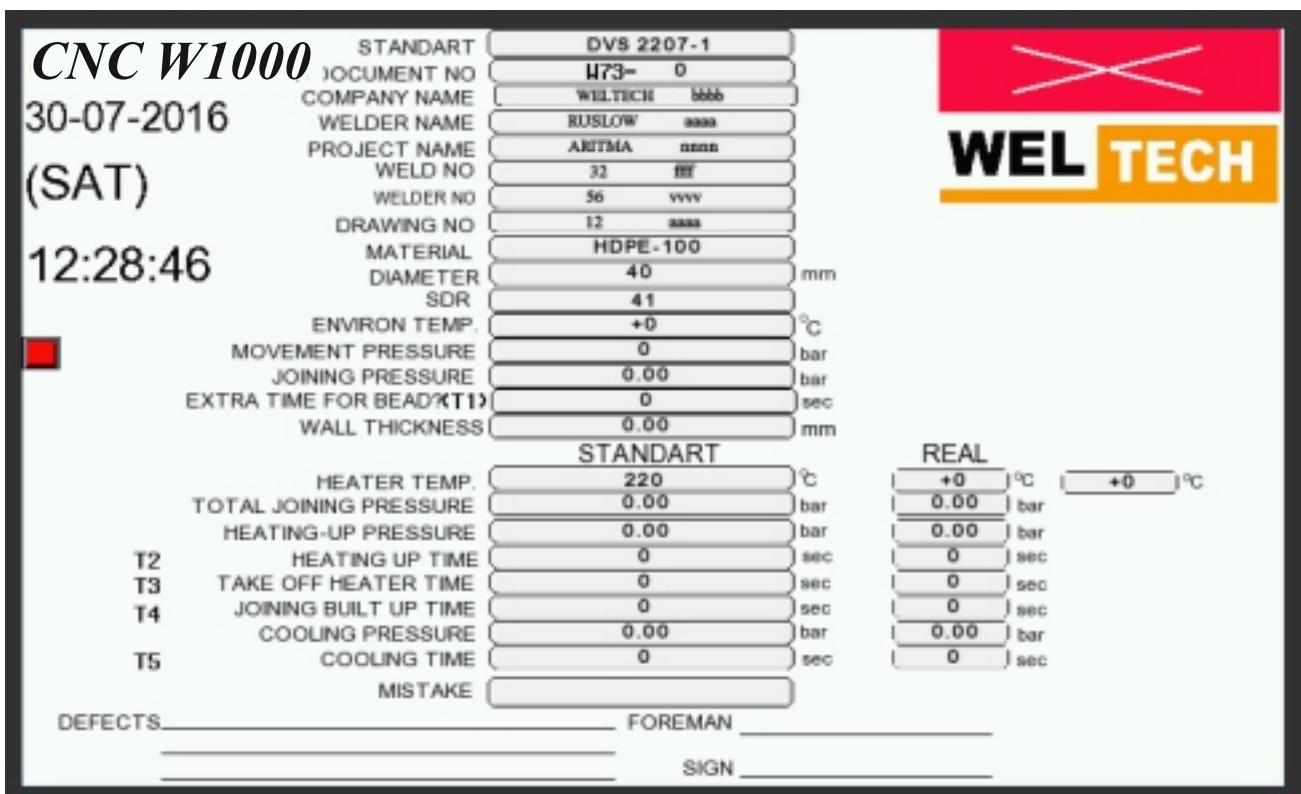 CNC W1000
30-07-2016
(SAT)
12:28:46
WEL TECH
STANDART DVS 2207-1
DOCUMENT NO W73- 0
COMPANY NAME WELTECH bbbb
WELDER NAME RUSLOW aaaa
PROJECT NAME ARITMA nnnn
WELD NO 32 ffff
WELDER NO 56 vvvv
DRAWING NO 12 aaaa
MATERIAL HDPE-100
DIAMETER 40 mm
SDR 41
ENVIRON TEMP. +0 °C
MOVEMENT PRESSURE 0 bar
JOINING PRESSURE 0.00 bar
EXTRA TIME FOR BEAD?(T1) 0 sec
WALL THICKNESS 0.00 mm
STANDART REAL
HEATER TEMP. 220 °C +0 °C +0 °C
TOTAL JOINING PRESSURE 0.00 bar 0.00 bar
HEATING-UP PRESSURE 0.00 bar 0.00 bar
T2 HEATING UP TIME 0 sec 0 sec
T3 TAKE OFF HEATER TIME 0 sec 0 sec
T4 JOINING BUILT UP TIME 0 sec 0 sec
COOLING PRESSURE 0.00 bar 0.00 bar
T5 COOLING TIME 0 sec 0 sec
MISTAKE
DEFECTS FOREMAN
SIGN